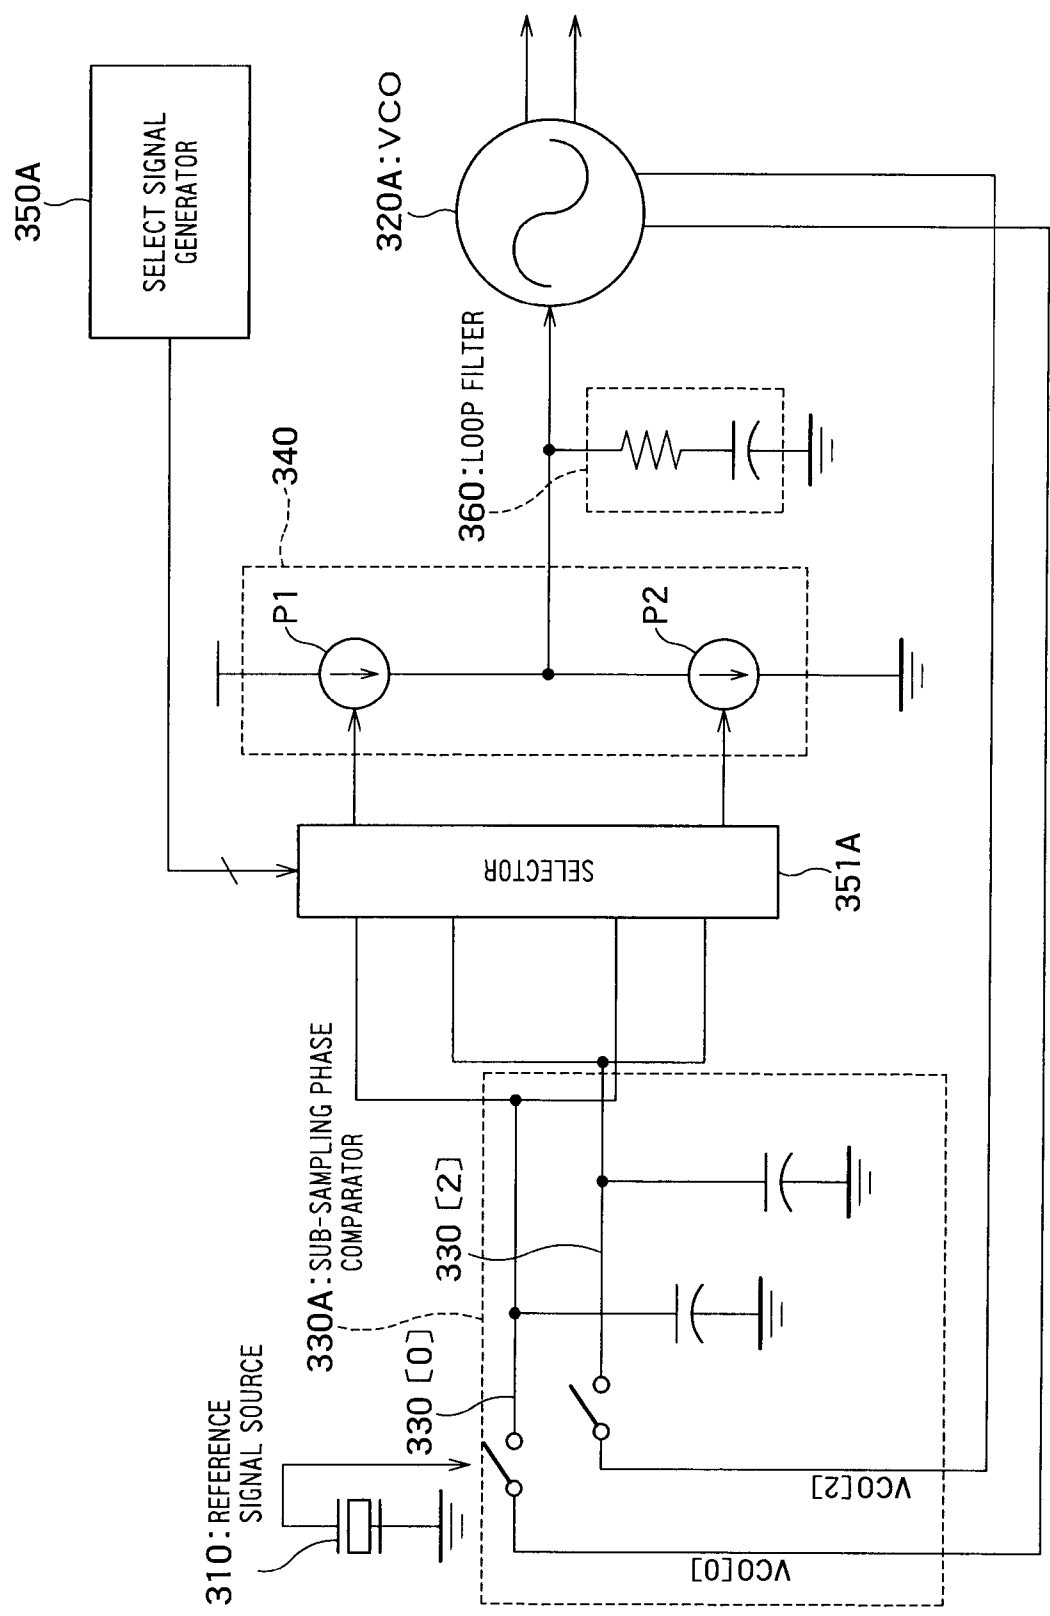 350A
SELECT SIGNAL
GENERATOR
320A:VCO
360:LOOP FILTER
340
P1
P2
SELECTOR
351A
330A:SUB-SAMPLING PHASE
COMPARATOR
330 [2]
330 [0]
310:REFERENCE
SIGNAL SOURCE
VCO[2]
VCO[0]